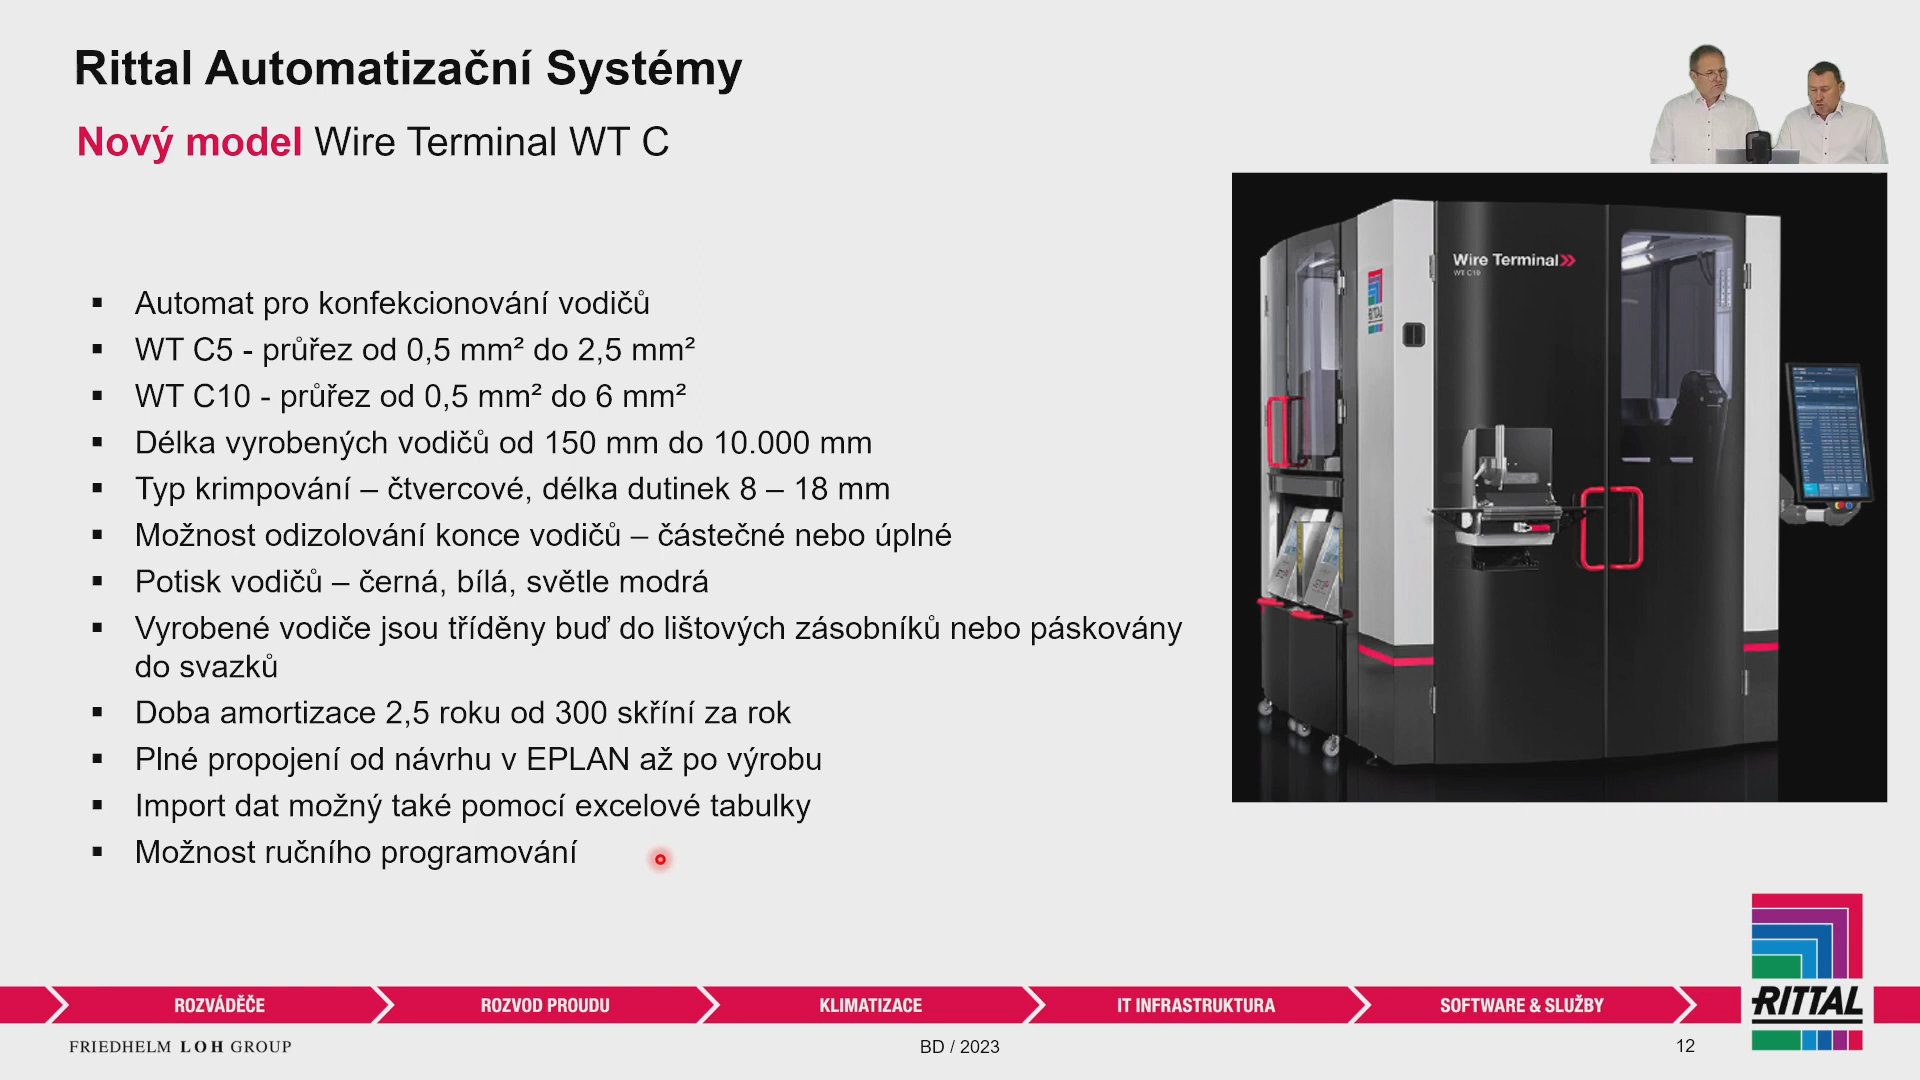 Rittal Automatizační Systémy
Nový model Wire Terminal WT C
▪ Automat pro konfekcionování vodičů
▪ WT C5 - průřez od 0,5 mm² do 2,5 mm²
▪ WT C10 - průřez od 0,5 mm² do 6 mm²
▪ Délka vyrobených vodičů od 150 mm do 10.000 mm
▪ Typ krimpování – čtvercové, délka dutinek 8 – 18 mm
▪ Možnost odizolování konce vodičů – částečné nebo úplné
▪ Potisk vodičů – černá, bílá, světle modrá
▪ Vyrobené vodiče jsou tříděny buď do lištových zásobníků nebo páskovány
do svazků
▪ Doba amortizace 2,5 roku od 300 skříní za rok
▪ Plné propojení od návrhu v EPLAN až po výrobu
▪ Import dat možný také pomocí excelové tabulky
▪ Možnost ručního programování
Wire Terminal
WT C10
RITTAL
ROZVÁDĚČE
ROZVOD PROUDU
KLIMATIZACE
IT INFRASTRUKTURA
SOFTWARE & SLUŽBY
RITTAL
FRIEDHELM LOH GROUP
BD / 2023
12